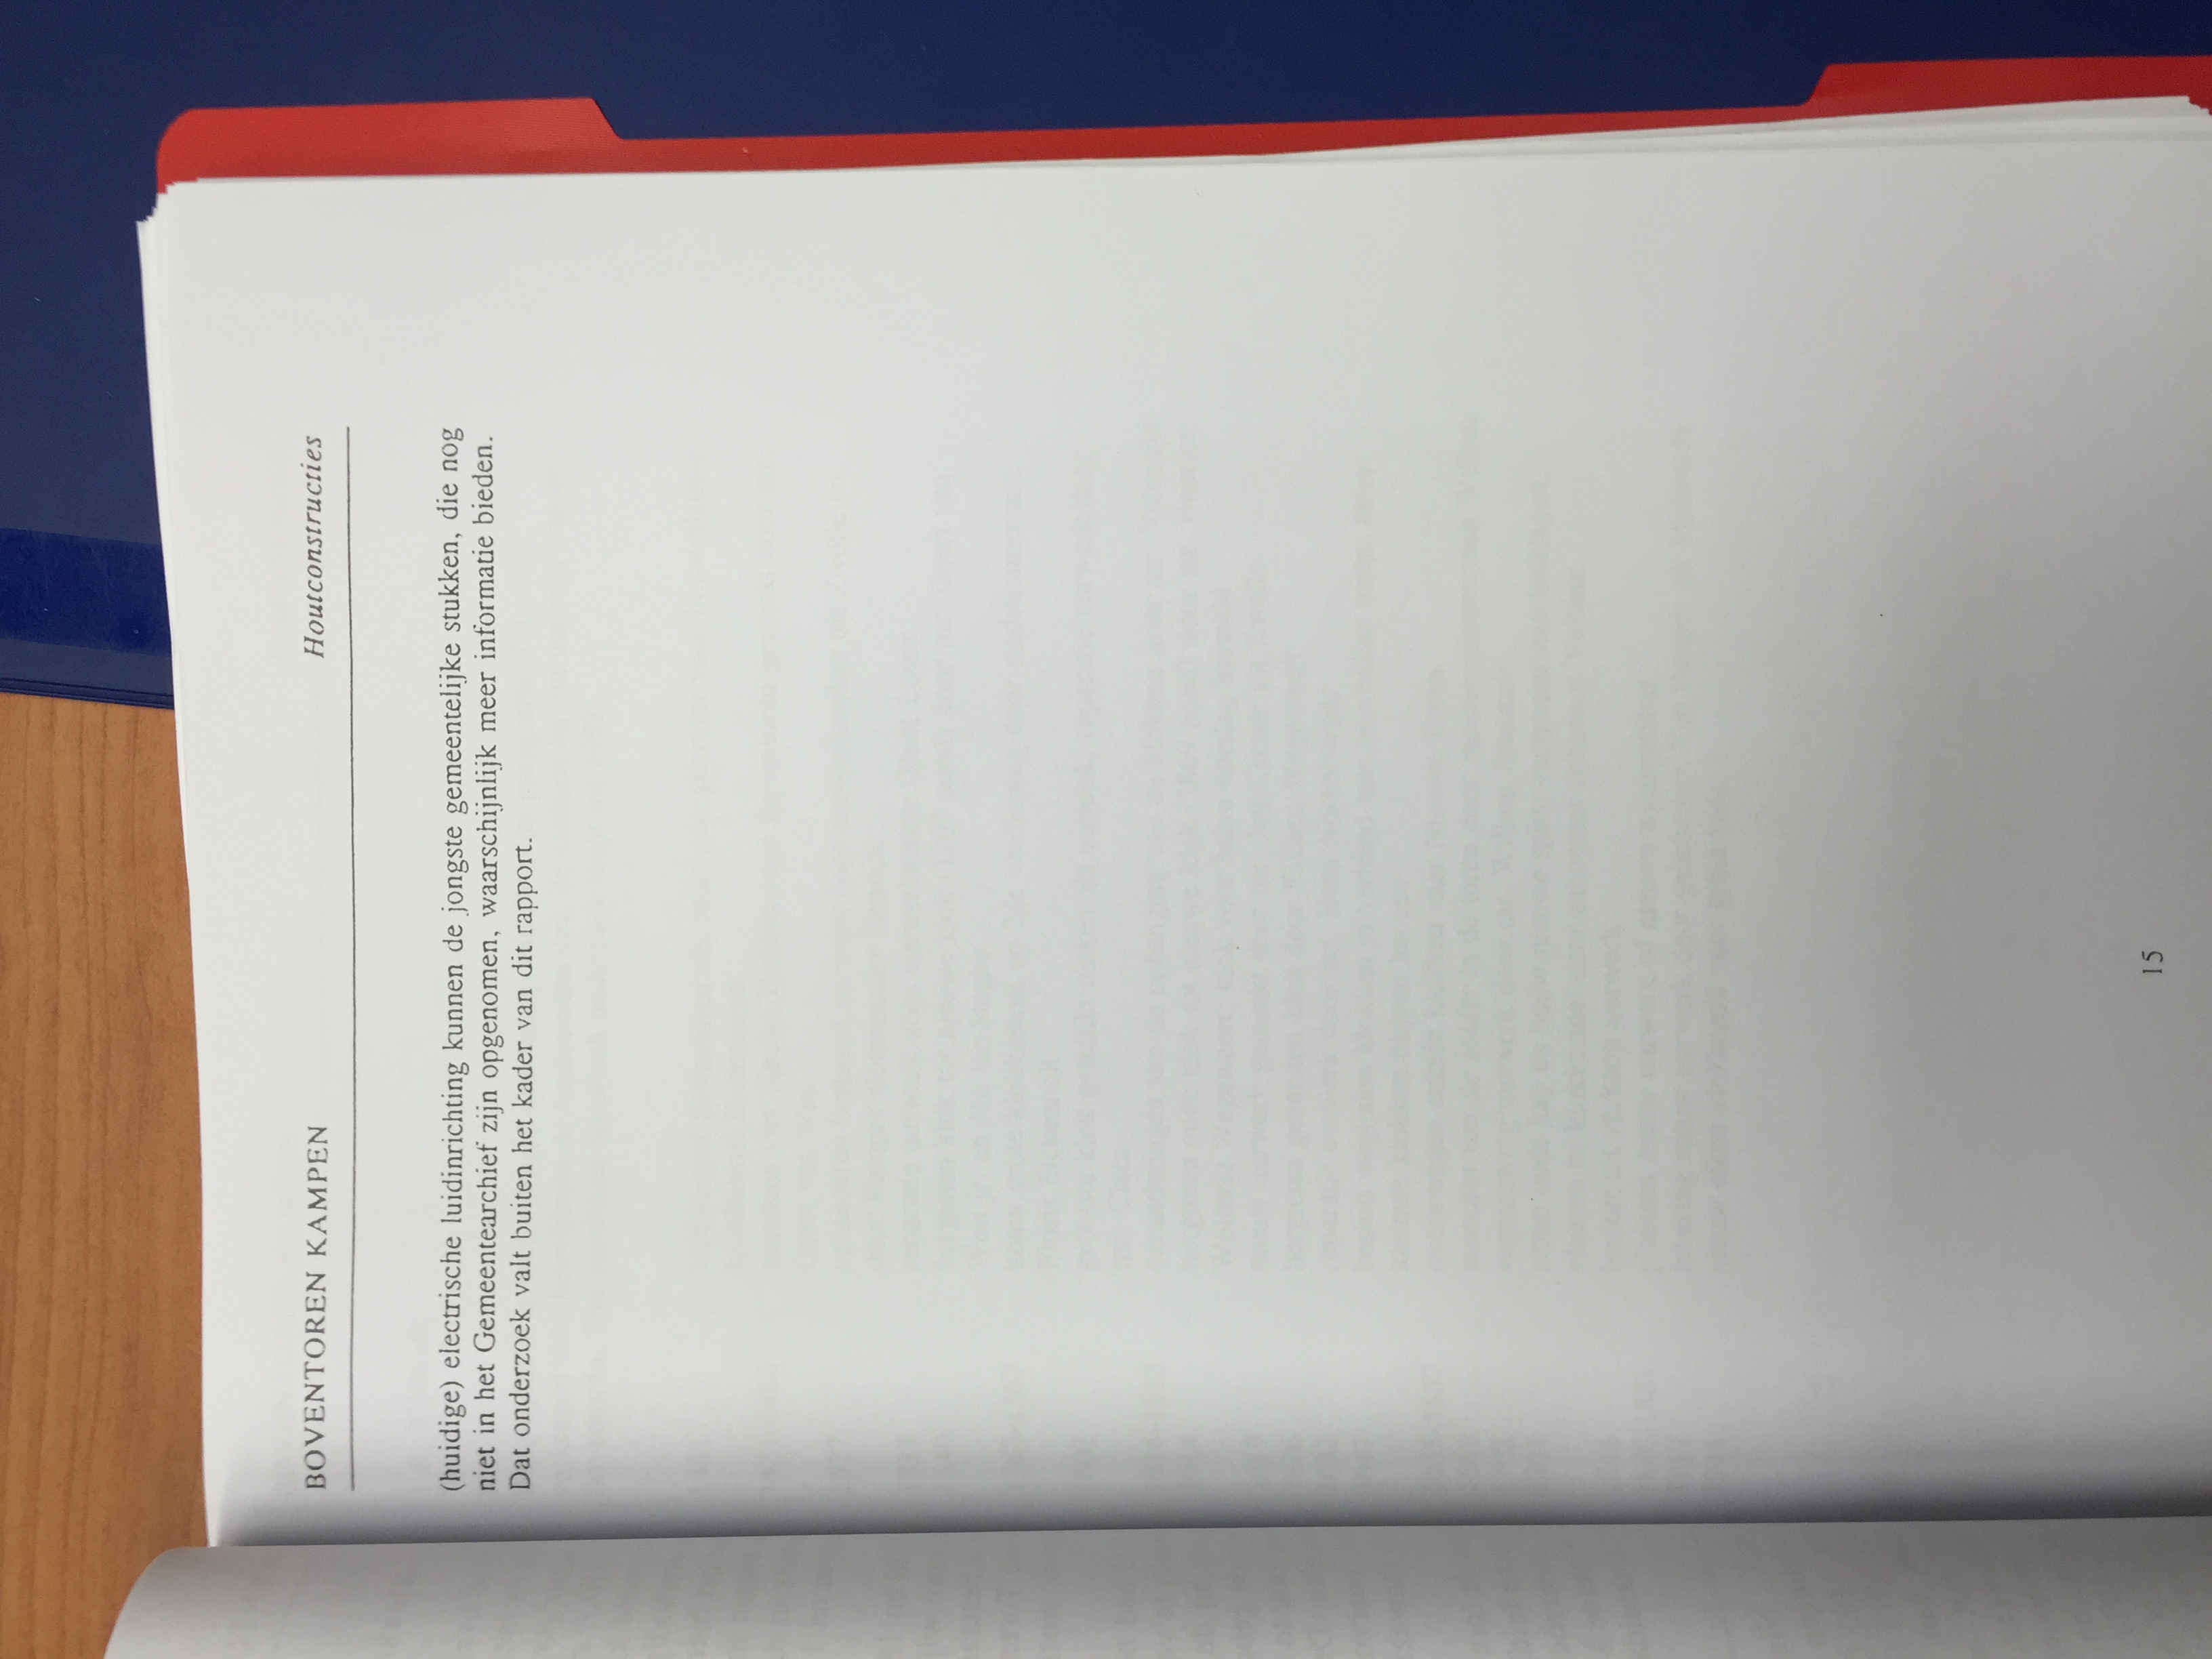 BOVENTOREN KAMPEN Houtconstructies
(huidige) electrische luidinrichting kunnen de jongste gemeentelijke stukken, die nog
niet in het Gemeentearchief zijn opgenomen, waarschijnlijk meer informatie bieden.
Dat onderzoek valt buiten het kader van dit rapport.
15